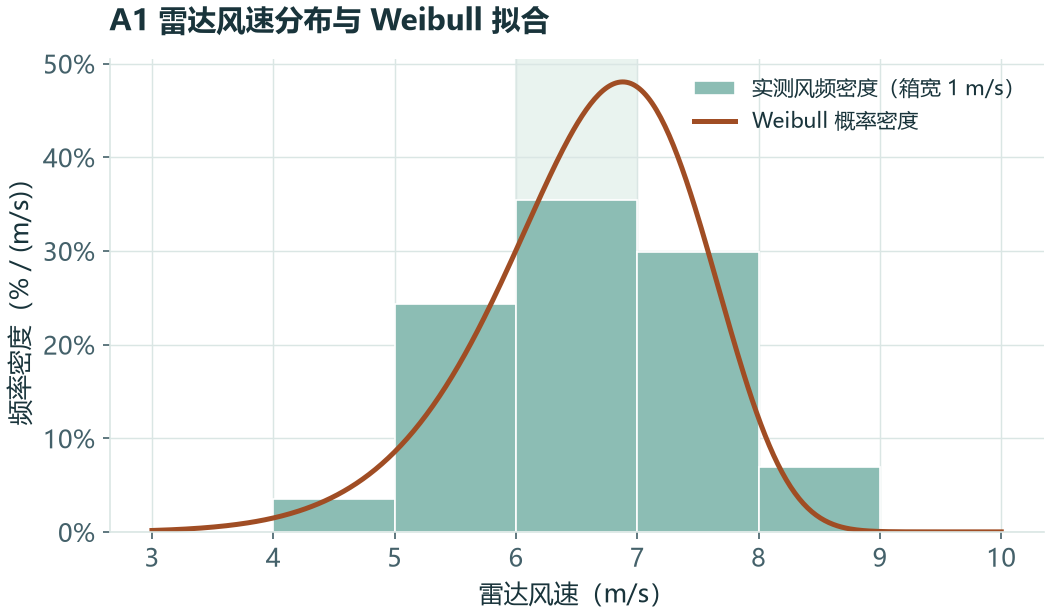 A1 雷达风速分布与 Weibull 拟合
实测风频密度（箱宽 1 m/s）
Weibull 概率密度
频率密度（% / (m/s)）
50%
40%
30%
20%
10%
0%
3 4 5 6 7 8 9 10
雷达风速（m/s）